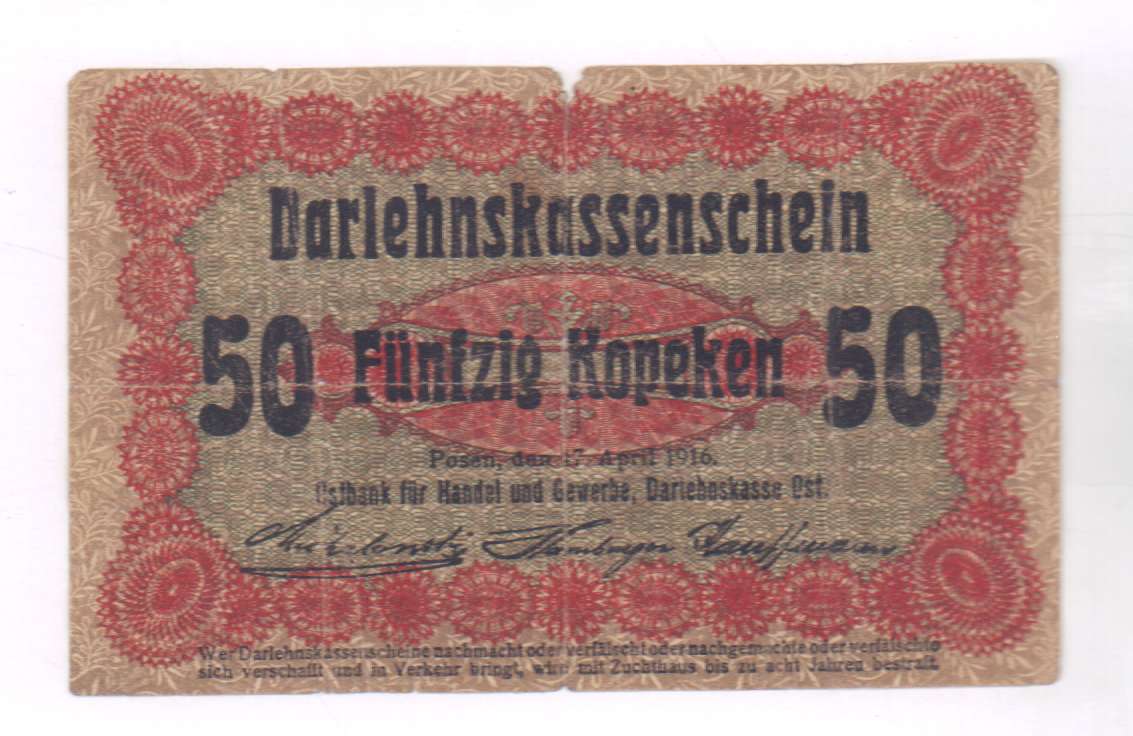 Darlehnskassenschein
50 Fünfzig Kopeken 50
Posen, den 17. April 1916.
Ostbank für Handel und Gewerbe, Darlehnskasse Ost.
Hamburger Kauffmann
Wer Darlehnskassenscheine nachmacht oder verfälscht oder nachgemachte oder verfälschte
sich verschafft und in Verkehr bringt, wird mit Zuchthaus bis zu acht Jahren bestraft.